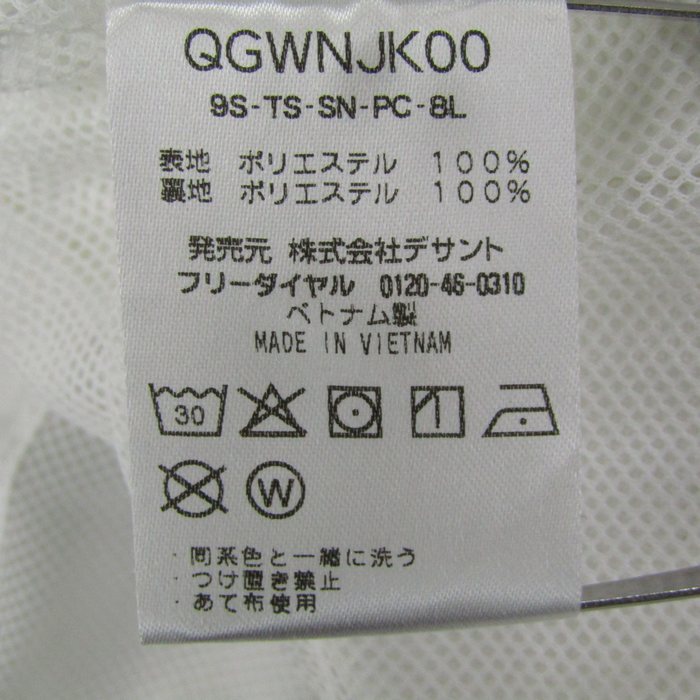 QGWNJK00
9S-TS-SN-PC-8L
表地 ポリエステル 100%
裏地 ポリエステル 100%
発売元 株式会社デサント
フリーダイヤル 0120-46-0310
ベトナム製
MADE IN VIETNAM
30
W
・同系色と一緒に洗う
・つけ置き禁止
・あて布使用